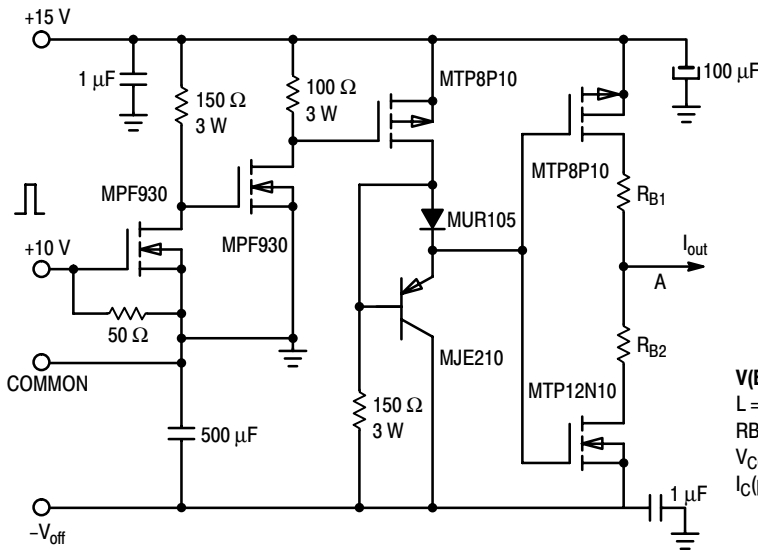 +15 V
1 μF
150 Ω
3 W
100 Ω
3 W
MTP8P10
100 μF
MPF930
MPF930
MTP8P10
R_B1
MUR105
+10 V
I_out
A
50 Ω
COMMON
MJE210
R_B2
MTP12N10
500 μF
150 Ω
3 W
1 μF
–V_off
V(B
L =
RB
V_C
I_C(p